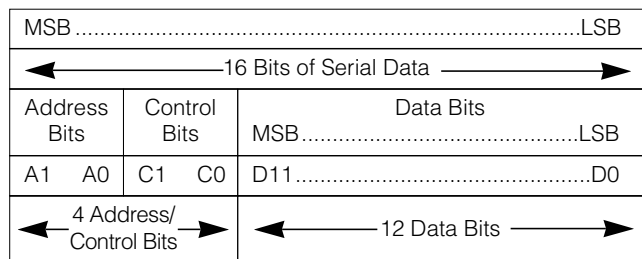 MSB......................................................................LSB
16 Bits of Serial Data
Address Bits
Control Bits
Data Bits
MSB.......................................LSB
A1 A0 C1 C0 D11.........................................D0
4 Address/
Control Bits
12 Data Bits